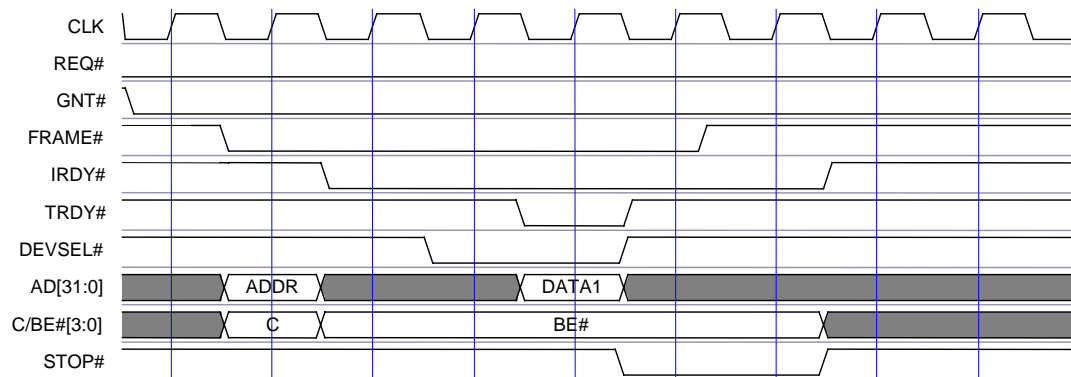 CLK
REQ#
GNT#
FRAME#
IRDY#
TRDY#
DEVSEL#
AD[31:0] ADDR DATA1
C/BE#[3:0] C BE#
STOP#